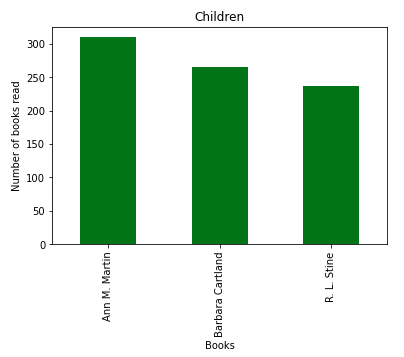 Children
Number of books read
300
250
200
150
100
50
0
Ann M. Martin
Barbara Cartland
R. L. Stine
Books